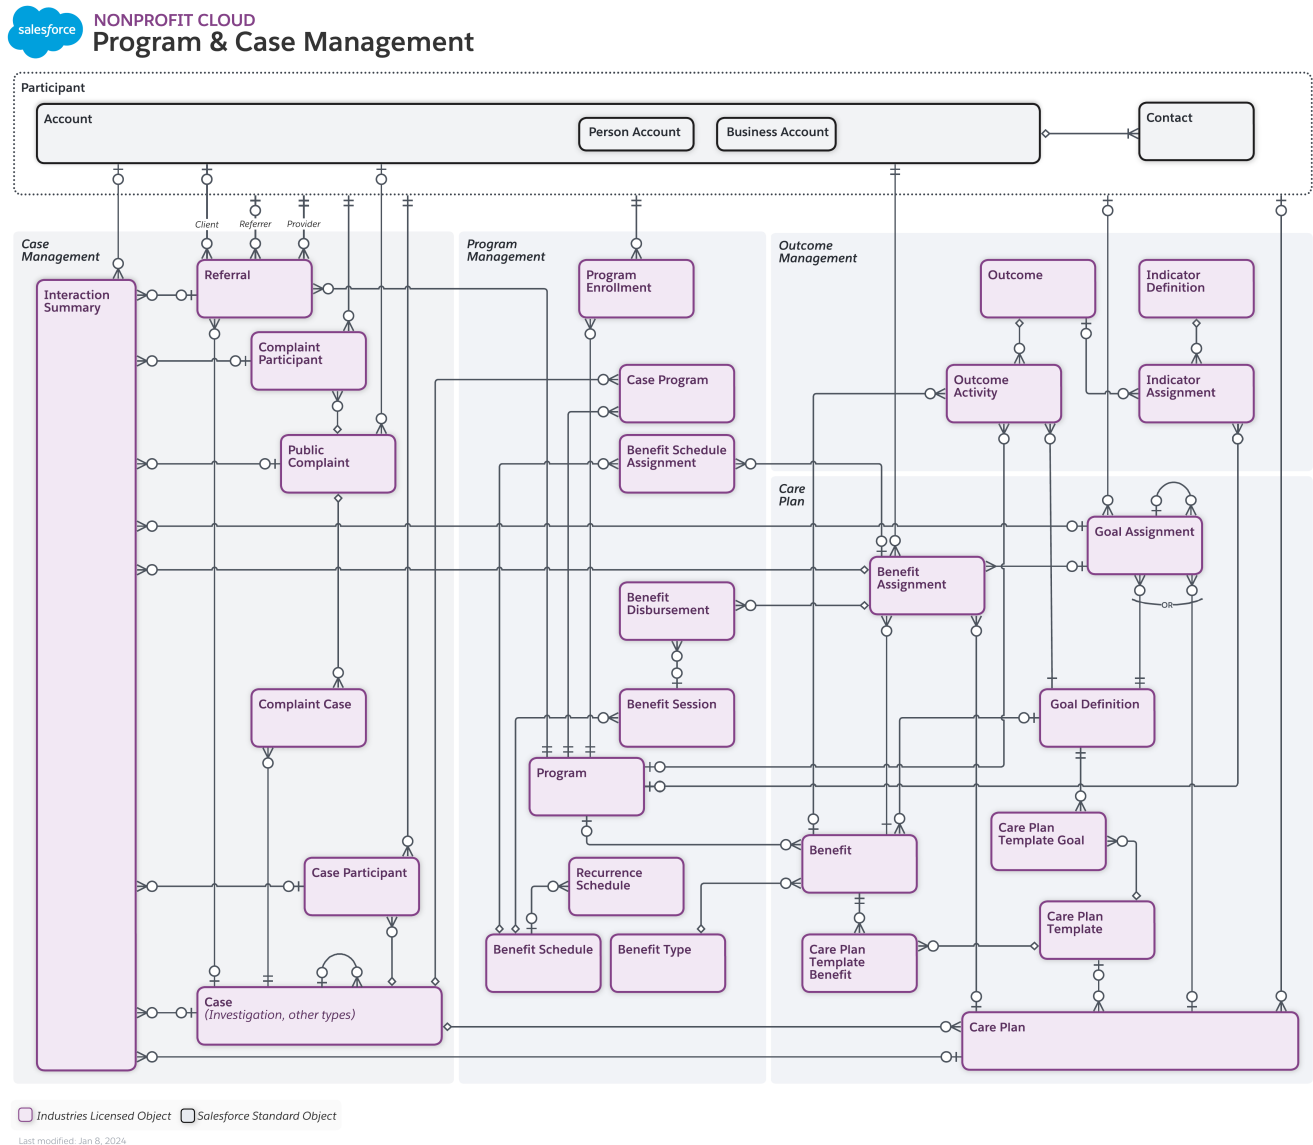 salesforce
NONPROFIT CLOUD
Program & Case Management
Participant
Account
Person Account
Business Account
Contact
Client
Referrer
Provider
Case
Management
Program
Management
Outcome
Management
Interaction
Summary
Referral
Program
Enrollment
Outcome
Indicator
Definition
Complaint
Participant
Case Program
Outcome
Activity
Indicator
Assignment
Public
Complaint
Benefit Schedule
Assignment
Care
Plan
Goal Assignment
Benefit
Assignment
Benefit
Disbursement
OR
Complaint Case
Benefit Session
Goal Definition
Program
Care Plan
Template Goal
Benefit
Case Participant
Recurrence
Schedule
Care Plan
Template
Benefit Schedule
Benefit Type
Care Plan
Template
Benefit
Case
(Investigation, other types)
Care Plan
Industries Licensed Object
Salesforce Standard Object
Last modified: Jan 8, 2024